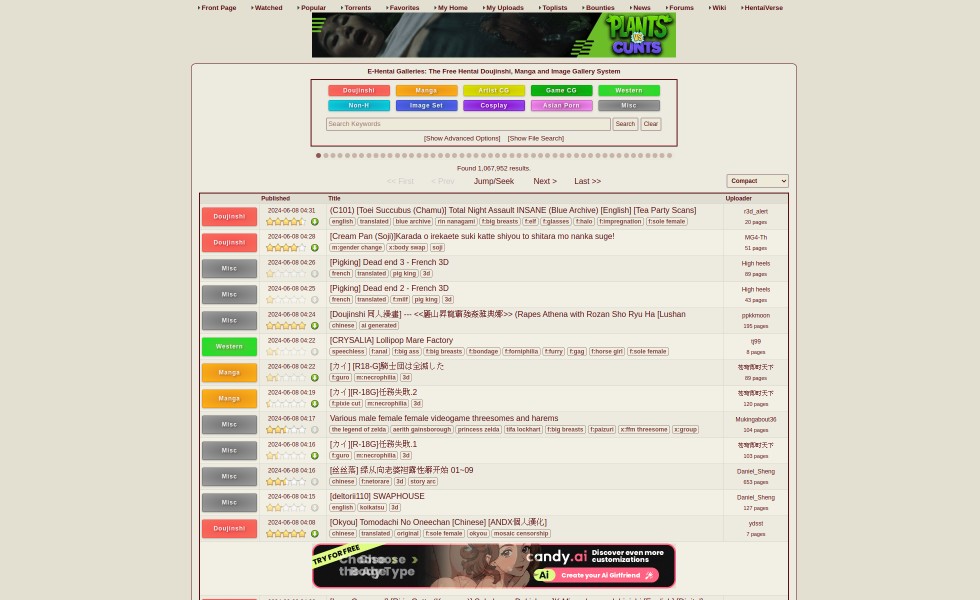 Front Page Watched Popular Torrents Favorites My Home My Uploads Toplists Bounties News Forums Wiki HentaiVerse
PLANTS
VS
CUNTS
E-Hentai Galleries: The Free Hentai Doujinshi, Manga and Image Gallery System
Doujinshi Manga Artist CG Game CG Western
Non-H Image Set Cosplay Asian Porn Misc
Search Keywords Search Clear
[Show Advanced Options] [Show File Search]
Found 1,067,952 results.
<< First < Prev Jump/Seek Next > Last >> Compact
Published Title Uploader
Doujinshi 2024-06-08 04:31 (C101) [Toei Succubus (Chamu)] Total Night Assault INSANE (Blue Archive) [English] [Tea Party Scans] r3d_alert
english translated blue archive rin nanagami f:big breasts f:elf f:glasses f:halo f:impregnation f:sole female 20 pages
Doujinshi 2024-06-08 04:28 [Cream Pan (Soji)]Karada o irekaete suki katte shiyou to shitara mo nanka suge! MG4-Th
m:gender change x:body swap soji 51 pages
Misc 2024-06-08 04:26 [Pigking] Dead end 3 - French 3D High heels
french translated pig king 3d 69 pages
Misc 2024-06-08 04:25 [Pigking] Dead end 2 - French 3D High heels
french translated f:milf pig king 3d 43 pages
Misc 2024-06-08 04:24 [Doujinshi 同人漫畫] --- (Rapes Athena with Rozan Sho Ryu Ha [Lushan ppkkmoon
chinese ai generated 195 pages
Western 2024-06-08 04:22 [CRYSALIA] Lollipop Mare Factory tj99
speechless f:anal f:big ass f:big breasts f:bondage f:forniphilia f:furry f:gag f:horse girl f:sole female 8 pages
Manga 2024-06-08 04:22 [カイ] [R18-G]騎士団は全滅した
f:guro m:necrophilia 3d 69 pages
Manga 2024-06-08 04:19 [カイ][R-18G]任務失敗.2
f:pixie cut m:necrophilia 3d 120 pages
Misc 2024-06-08 04:17 Various male female female videogame threesomes and harems Mukingabout36
the legend of zelda aerith gainsborough princess zelda tifa lockhart f:big breasts f:paizuri x:ffm threesome x:group 104 pages
Misc 2024-06-08 04:16 [カイ][R-18G]任務失敗.1
f:guro m:necrophilia 3d 103 pages
Misc 2024-06-08 04:16 01~09 Daniel_Sheng
chinese f:netorare 3d story arc 653 pages
Misc 2024-06-08 04:15 [deltorii110] SWAPHOUSE Daniel_Sheng
english koikatsu 3d 127 pages
Doujinshi 2024-06-08 04:08 [Okyou] Tomodachi No Oneechan [Chinese] [ANDX個人漢化] ydsst
chinese translated original f:sole female okyou mosaic censorship 7 pages
TRY FOR FREE candy.ai Discover even more
customizations
Ai Create your AI Girlfriend